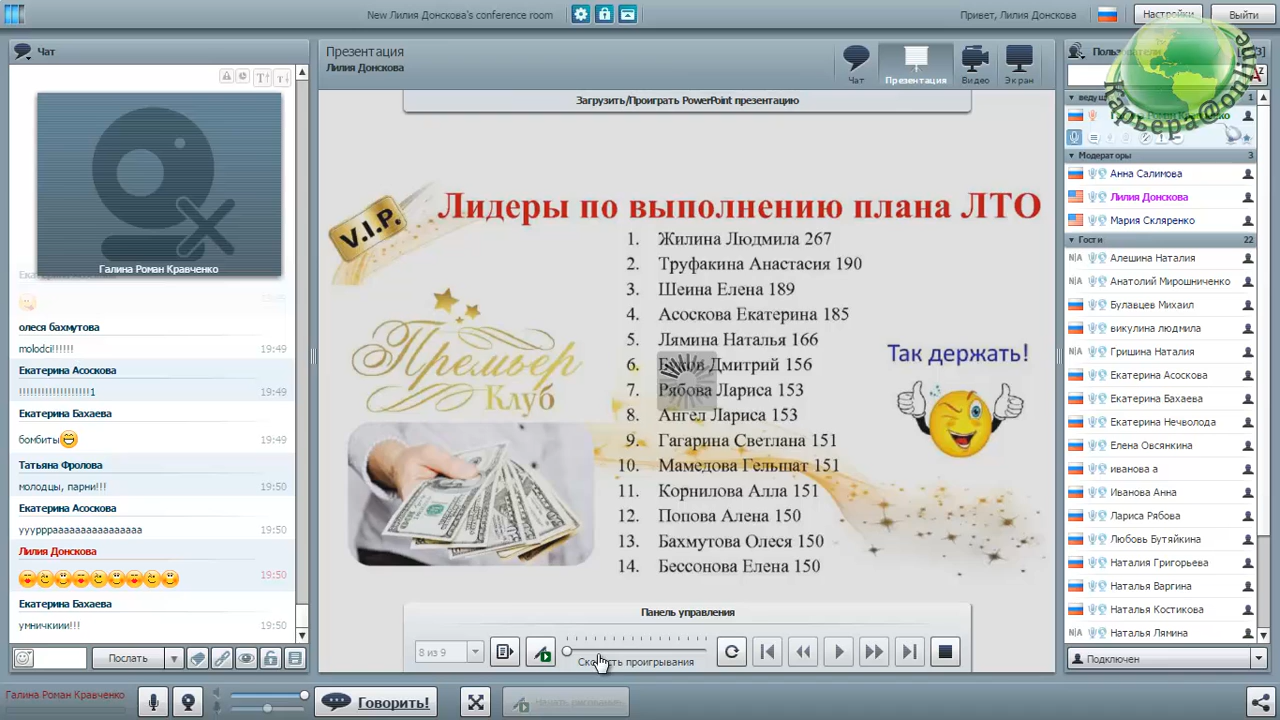 New Лилия Донскова's conference room
Привет, Лилия Донскова
Настройки
Выйти
Чат
Галина Роман Кравченко
олеся бахмутова
molodci!!!!!!
19:49
Екатерина Асоскова
!!!!!!!!!!!!!!!!!!!1
19:49
Екатерина Бахаева
бонбиты
19:49
Татьяна Фролова
молодцы, парни!!!
19:50
Екатерина Асоскова
ууурррааааааааааааааа
19:50
Лилия Донскова
19:50
Екатерина Бахаева
умничкиии!!!
19:50
Послать
Презентация
Лилия Донскова
Чат
Презентация
Видео
Экран
Загрузить/Проиграть PowerPoint презентацию
V.I.P.
Лидеры по выполнению плана ЛТО
Премьер
Клуб
1. Жилина Людмила 267
2. Труфакина Анастасия 190
3. Шеина Елена 189
4. Асоскова Екатерина 185
5. Лямина Наталья 166
6. Дмитрий 156
7. Рябова Лариса 153
8. Ангел Лариса 153
9. Гагарина Светлана 151
10. Мамедова Гельпат 151
11. Корнилова Алла 151
12. Попова Алена 150
13. Бахмутова Олеся 150
14. Бессонова Елена 150
Так держать!
Панель управления
8 из 9
Скорость проигрывания
карьера@online
Модераторы
3
Анна Салимова
Лилия Донскова
Мария Скляренко
Гости
22
N/A Алешина Наталия
N/A Анатолий Мирошниченко
Булавцев Михаил
викулина людмила
N/A Гришина Наталия
Екатерина Асоскова
Екатерина Бахаева
Екатерина Нечволода
Елена Овсянкина
иванова а
Иванова Анна
Лариса Рябова
Любовь Бутяйкина
Наталия Григорьева
Наталья Варгина
Наталья Костикова
Наталья Лямина
Подключен
Галина Роман Кравченко
Говорить!
Начать рисование